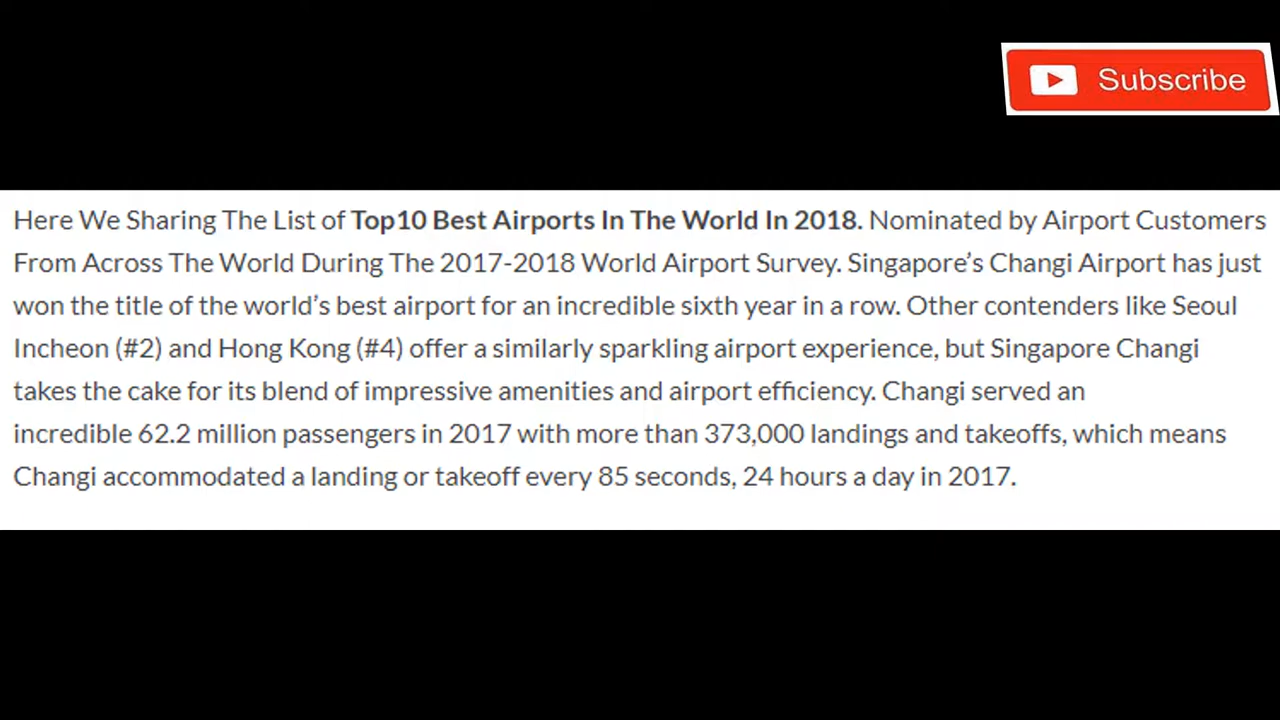 Subscribe
Here We Sharing The List of Top10 Best Airports In The World In 2018. Nominated by Airport Customers
From Across The World During The 2017-2018 World Airport Survey. Singapore’s Changi Airport has just
won the title of the world’s best airport for an incredible sixth year in a row. Other contenders like Seoul
Incheon (#2) and Hong Kong (#4) offer a similarly sparkling airport experience, but Singapore Changi
takes the cake for its blend of impressive amenities and airport efficiency. Changi served an
incredible 62.2 million passengers in 2017 with more than 373,000 landings and takeoffs, which means
Changi accommodated a landing or takeoff every 85 seconds, 24 hours a day in 2017.